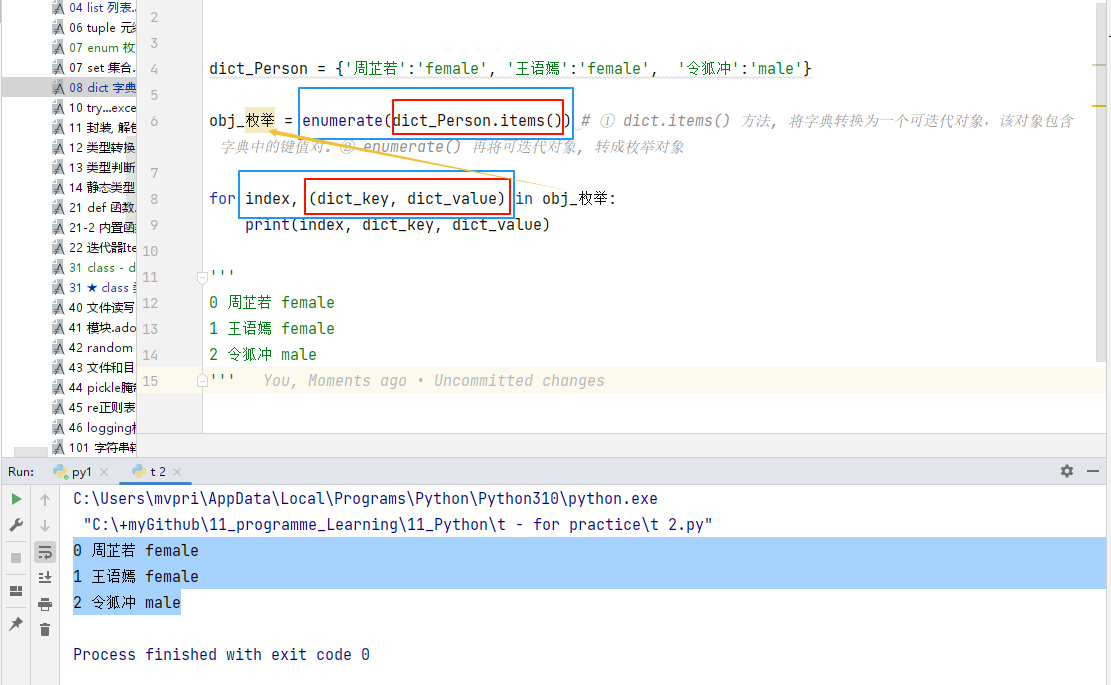 04 list 列表.
06 tuple 元
07 enum 枚
07 set 集合.
08 dict 字典
10 try...exce
11 封装, 解包
12 类型转换
13 类型判断
14 静态类型
21 def 函数.
21-2 内置函
22 迭代器Ite
31 class - d
31 ★ class
40 文件读写
41 模块.ado
42 random
43 文件和目
44 pickle腌
45 re正则表
46 logging
101 字符串
2
3
4 dict_Person = {'周芷若':'female', '王语嫣':'female',  '令狐冲':'male'}
5
6 obj_枚举 = enumerate(dict_Person.items()) # ① dict.items() 方法, 将字典转换为一个可迭代对象，该对象包含
字典中的键值对. ② enumerate() 再将可迭代对象, 转成枚举对象
7
8 for index, (dict_key, dict_value) in obj_枚举:
9 print(index, dict_key, dict_value)
10
11 '''
12 0 周芷若 female
13 1 王语嫣 female
14 2 令狐冲 male
15 ''' You, Moments ago • Uncommitted changes
Run: py1 × t 2 ×
C:\Users\mvpri\AppData\Local\Programs\Python\Python310\python.exe
"C:\+myGithub\11_programme_Learning\11_Python\t - for practice\t 2.py"
0 周芷若 female
1 王语嫣 female
2 令狐冲 male
Process finished with exit code 0